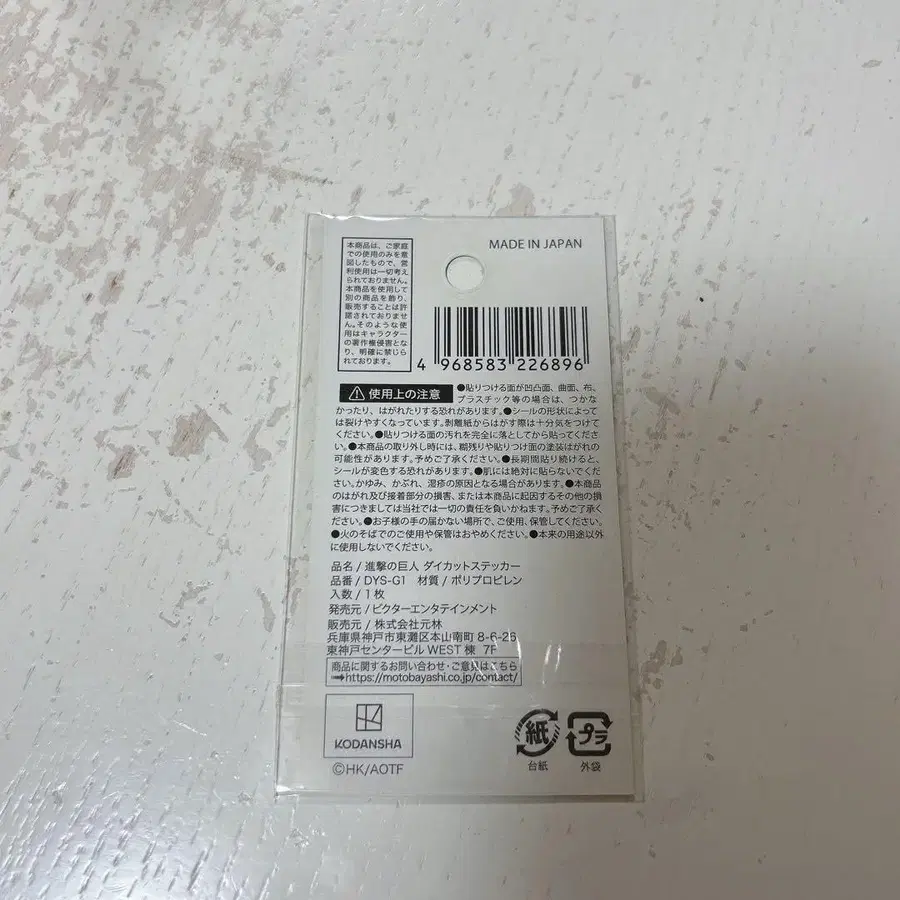 本商品は、ご家庭
での使用のみを意
図したもので、営
利使用は一切考え
られておりません。
本商品を使用して
別の商品を飾り、
販売することは許
諾されておりませ
ん。そのような使
用はキャラクター
の著作権侵害とな
り、明確に禁じら
れております。
MADE IN JAPAN
4 968583 226896
使用上の注意 ●貼りつける面が凹凸面、曲面、布、
プラスチック等の場合は、つかな
かったり、はがれたりする恐れがあります。●シールの形状によって
は裂けやすくなっています。剥離紙からはがす際は十分気をつけ
てください。●貼りつける面の汚れを完全に落としてから貼ってくださ
い。●本商品の取り外し時には、糊残りや貼りつけ面の塗装はがれの
可能性があります。予めご了承ください。●長期間貼り続けると、
シールが変色する恐れがあります。●肌には絶対に貼らないでくだ
さい。かゆみ、かぶれ、湿疹の原因となる場合があります。●本商品
のはがれ及び接着部分の損害、または本商品に起因するその他の損
害につきましては当社では一切の責任を負いかねます。予めご了承く
ださい。●お子様の手の届かない場所で、ご使用、保管してください。
●火のそばでのご使用や保管はおやめください。●本来の用途以外
に使用しないでください。
品名 / 進撃の巨人 ダイカットステッカー
品番 / DYS-G1 材質 / ポリプロピレン
入数 / 1枚
発売元 / ビクターエンタテインメント
販売元 / 株式会社元林
兵庫県神戸市東灘区本山南町 8-6-26
東神戸センタービル WEST 棟 7F
商品に関するお問い合わせ・ご意見はこちら
➡https://motobayashi.co.jp/contact/
KODANSHA
©HK/AOTF
紙
台紙
プラ
外袋